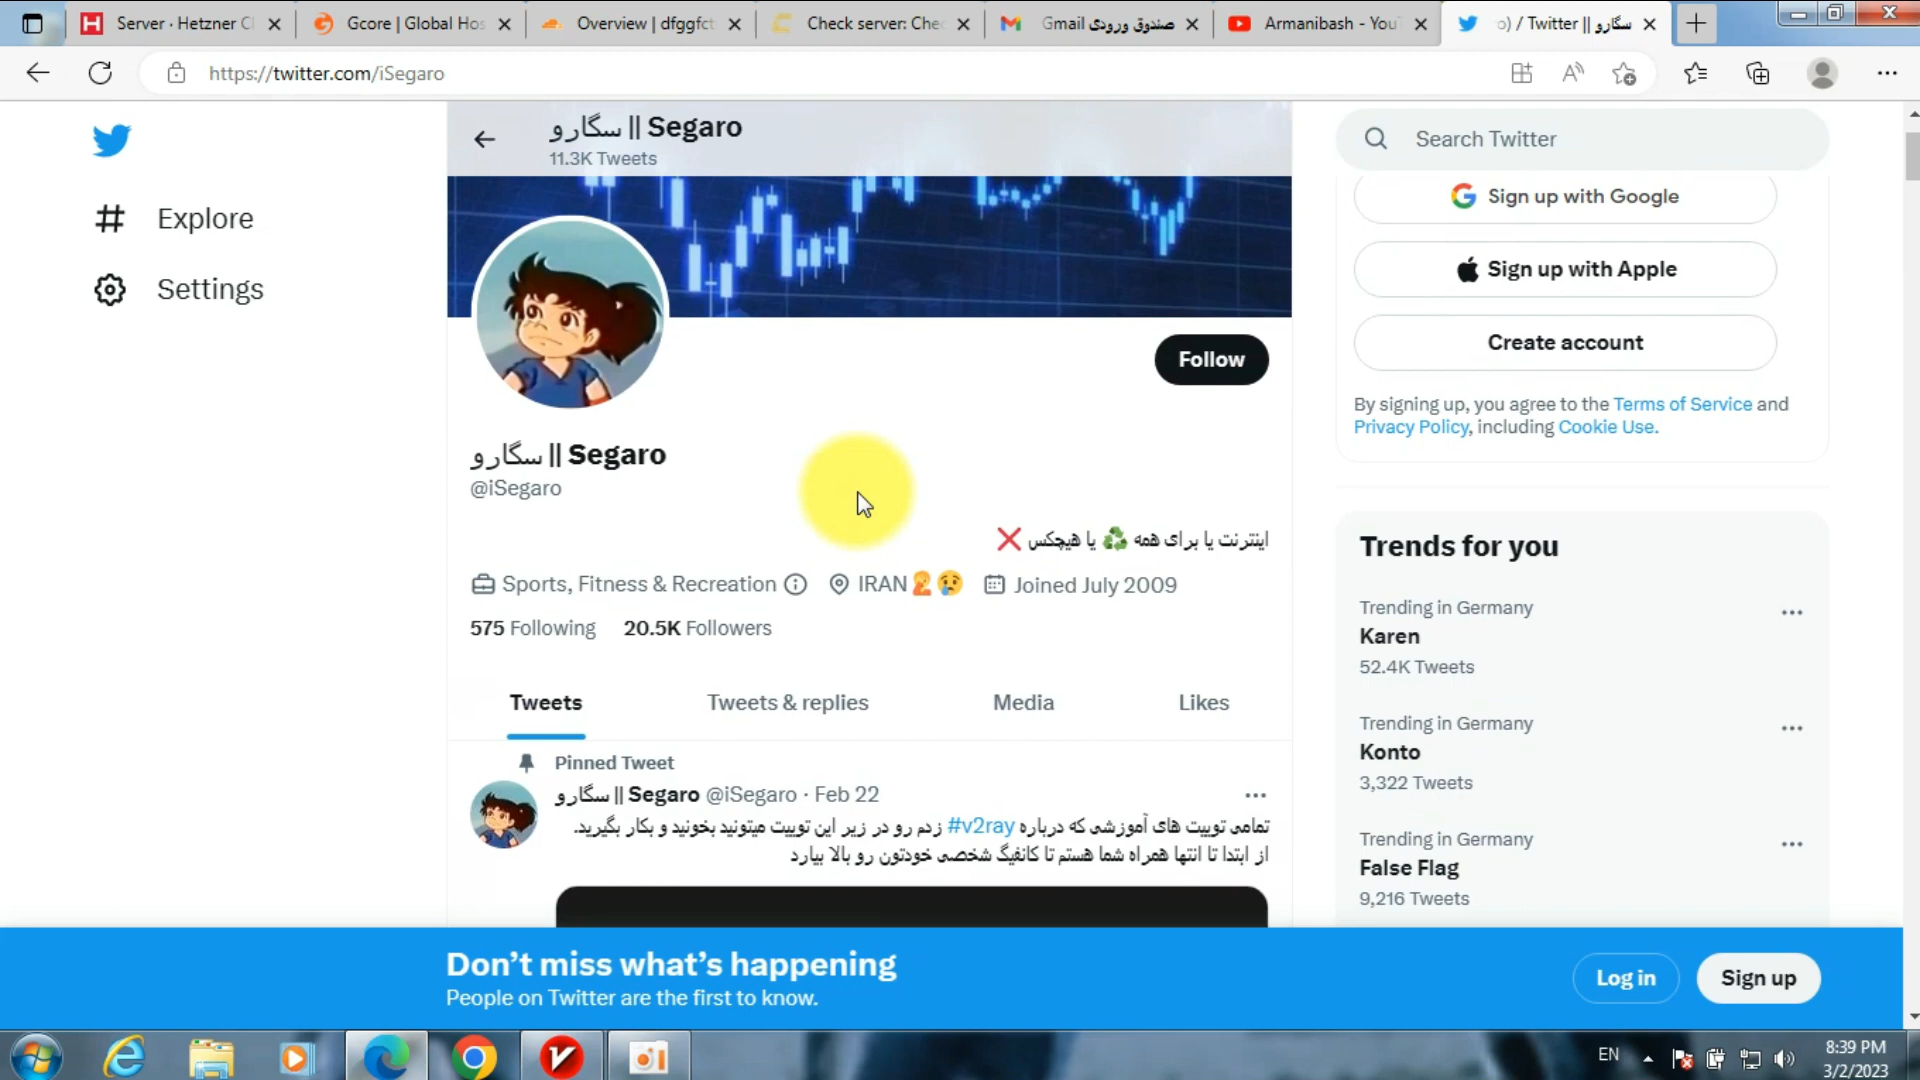 Server · Hetzner Cl
Gcore | Global Hos
Overview | dfggfct
Check server: Chec
Gmail صندوق ورودی
Armanibash - YouT
سگارو || o) / Twitter
https://twitter.com/iSegaro
سگارو || Segaro
11.3K Tweets
Search Twitter
Explore
Settings
Sign up with Google
Sign up with Apple
Create account
By signing up, you agree to the Terms of Service and
Privacy Policy, including Cookie Use.
Follow
سگارو || Segaro
@iSegaro
اینترنت یا برای همه ♻️ یا هیچکس ❌
Sports, Fitness & Recreation IRAN🤦😢 Joined July 2009
575 Following 20.5K Followers
Tweets Tweets & replies Media Likes
Pinned Tweet
سگارو || Segaro @iSegaro · Feb 22
تمامی توییت های آموزشی که درباره #v2ray زدم رو در زیر این توییت میتونید بخونید و بکار بگیرید.
از ابتدا تا انتها همراه شما هستم تا کانفیگ شخصی خودتون رو بالا بیارد
Trends for you
Trending in Germany
Karen
52.4K Tweets
Trending in Germany
Konto
3,322 Tweets
Trending in Germany
False Flag
9,216 Tweets
Don't miss what's happening
People on Twitter are the first to know.
Log in
Sign up
EN
8:39 PM
3/2/2023